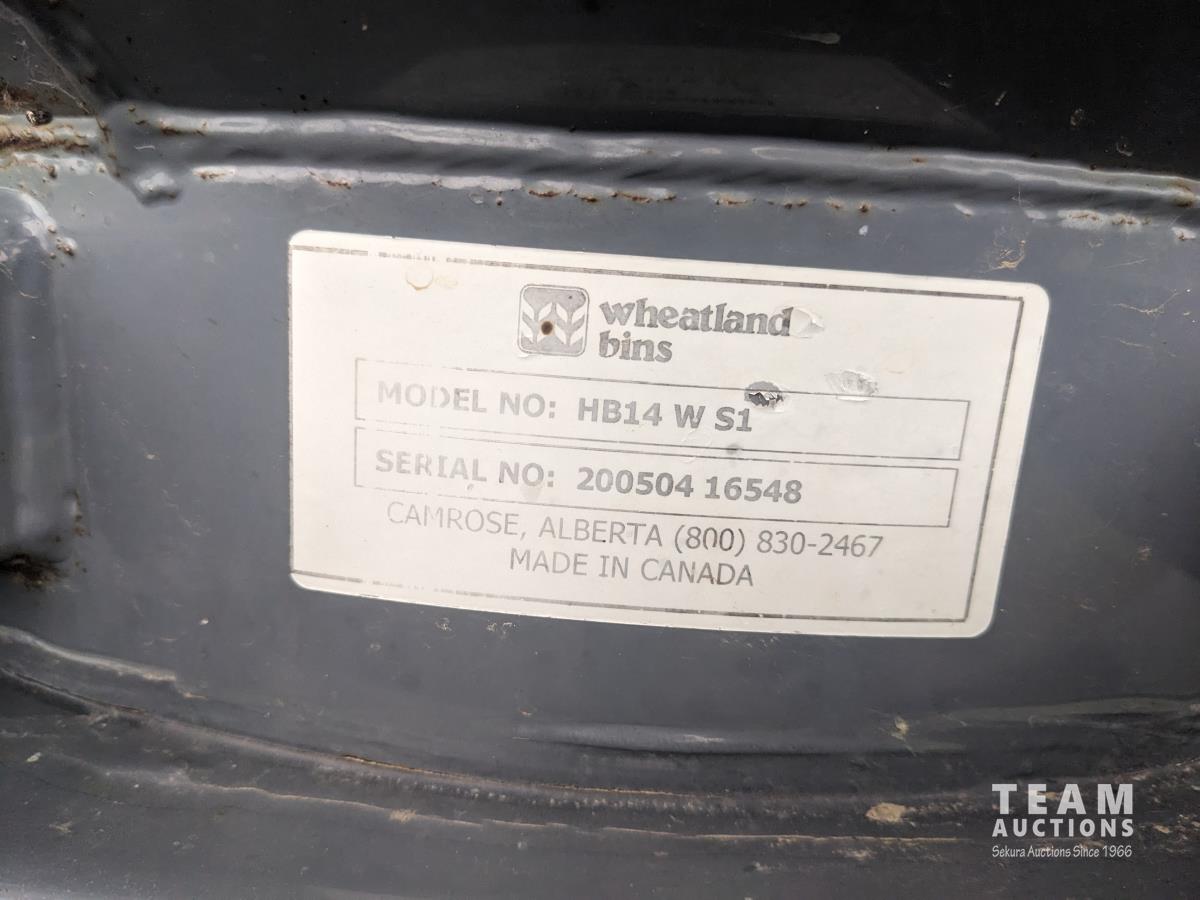 wheatland
bins
MODEL NO: HB14 W S1
SERIAL NO: 200504 16548
CAMROSE, ALBERTA (800) 830-2467
MADE IN CANADA
TEAM
AUCTIONS
Sekura Auctions Since 1966